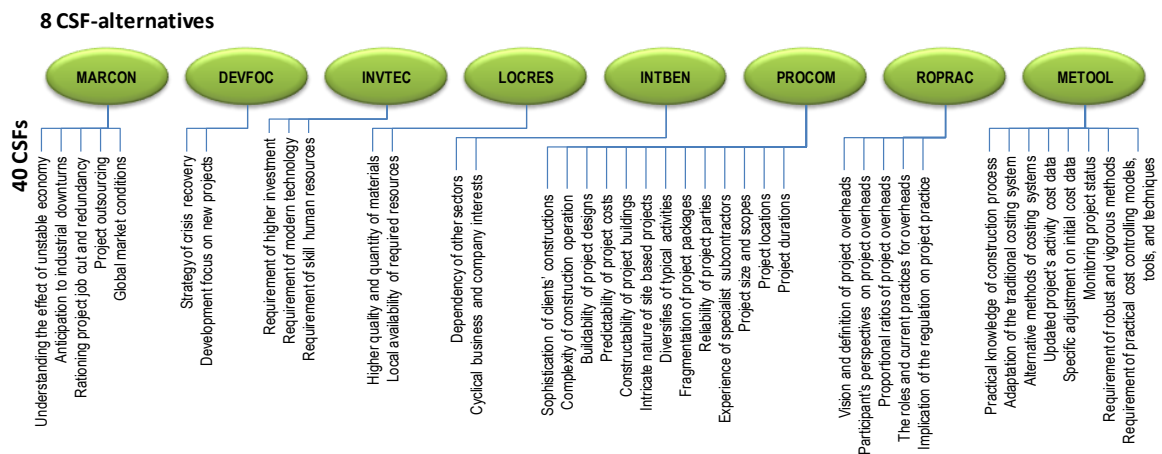 8 CSF-alternatives
MARCON
DEVFOC
INVTEC
LOCRES
INTBEN
PROCOM
ROPRAC
METOOL
40 CSFs
Understanding the effect of unstable economy
Anticipation to industrial downturns
Rationing project job cut and redundancy
Project outsourcing
Global market conditions
Strategy of crisis recovery
Development focus on new projects
Requirement of higher investment
Requirement of modern technology
Requirement of skill human resources
Higher quality and quantity of materials
Local availability of required resources
Dependency of other sectors
Cyclical business and company interests
Sophistication of clients' constructions
Complexity of construction operation
Buildability of project designs
Predictability of project costs
Constructability of project buildings
Intricate nature of site based projects
Diversifies of typical activities
Fragmentation of project packages
Reliability of project parties
Experience of specialist subcontractors
Project size and scopes
Project locations
Project durations
Vision and definition of project overheads
Participant's perspectives on project overheads
Proportional ratios of project overheads
The roles and current practices for overheads
Implication of the regulation on project practice
Practical knowledge of construction process
Adaptation of the traditional costing system
Alternative methods of costing systems
Updated project's activity cost data
Specific adjustment on initial cost data
Monitoring project status
Requirement of robust and vigorous methods
Requirement of practical cost controlling models,
tools, and techniques